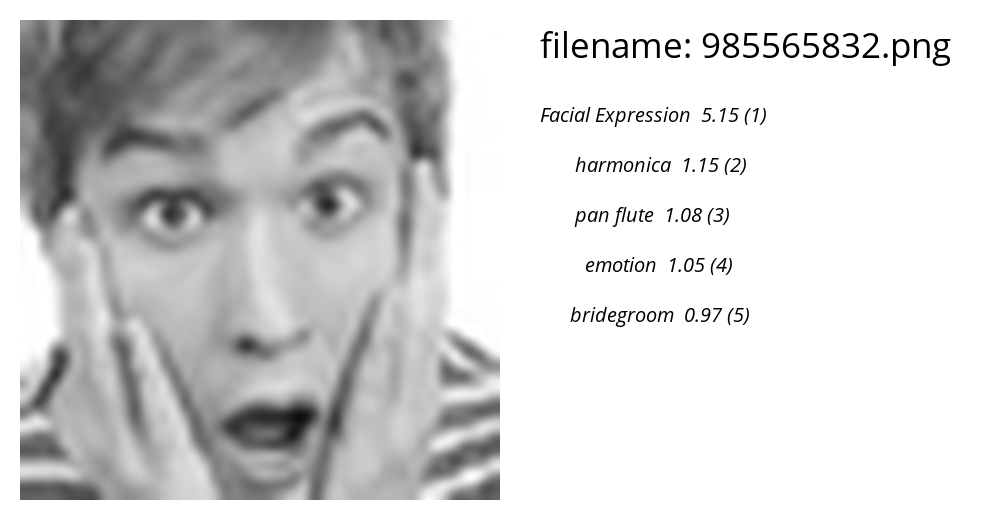 filename: 985565832.png
Facial Expression 5.15 (1)
harmonica 1.15 (2)
pan flute 1.08 (3)
emotion 1.05 (4)
bridegroom 0.97 (5)